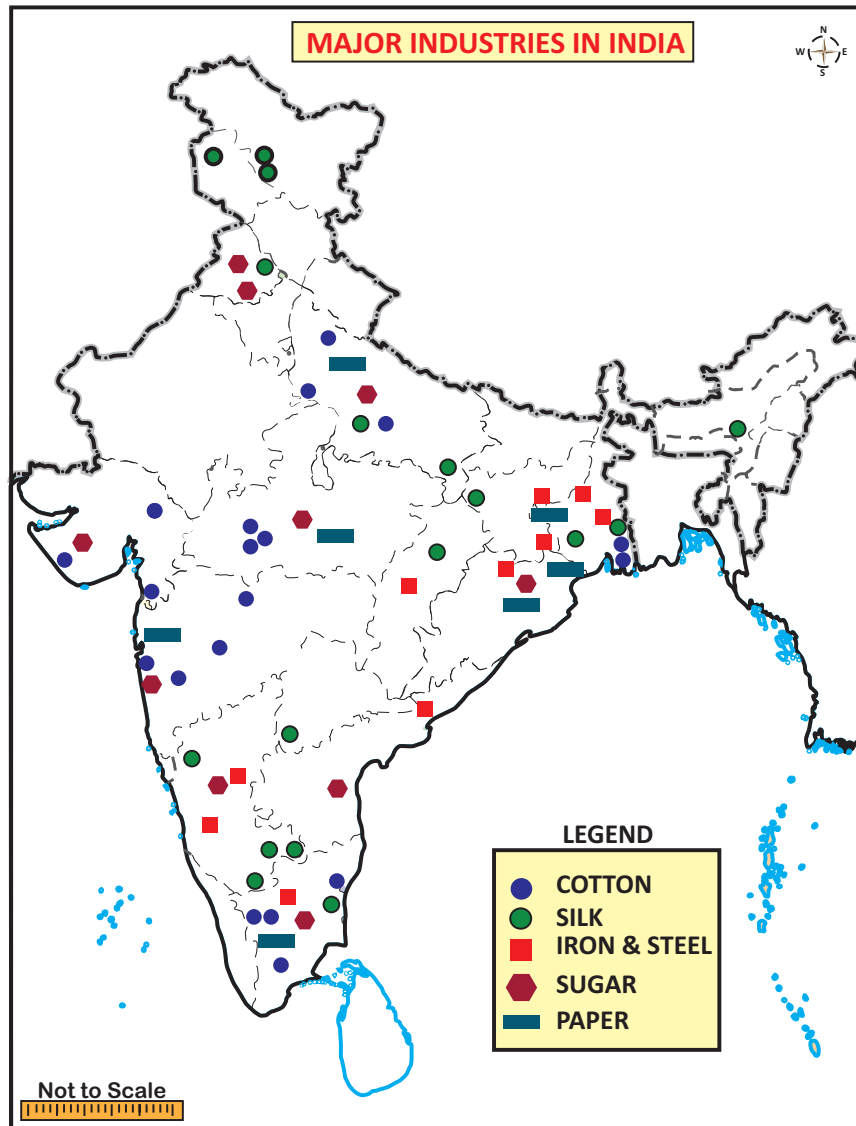 MAJOR INDUSTRIES IN INDIA
N
W E
S
LEGEND
COTTON
SILK
IRON & STEEL
SUGAR
PAPER
Not to Scale